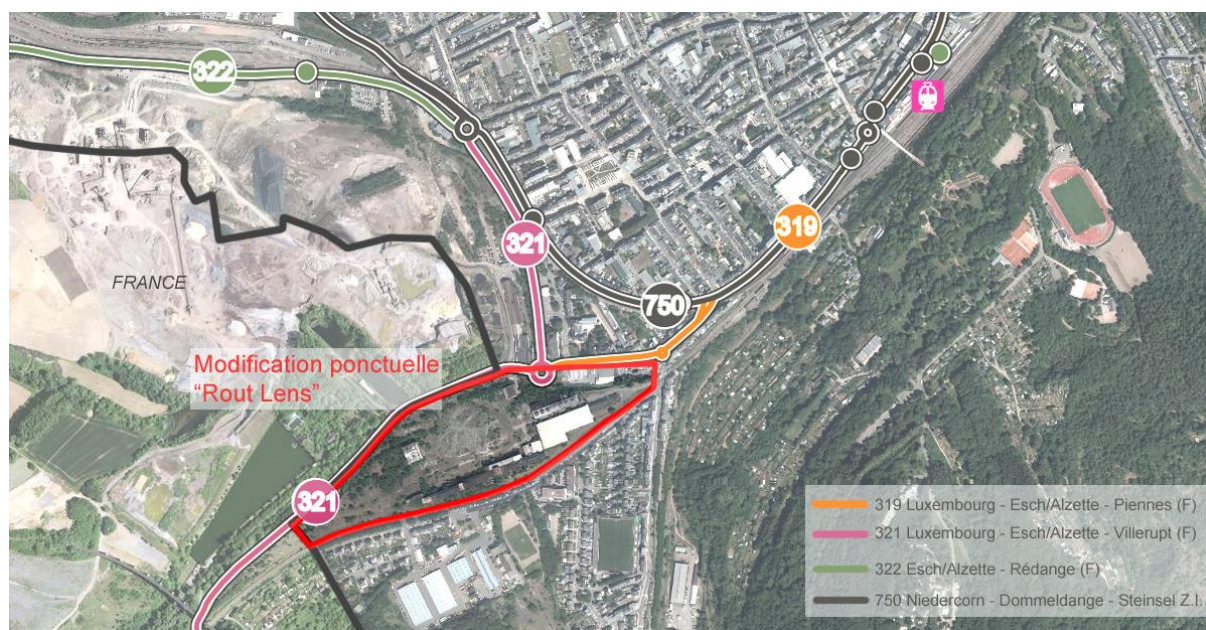 322
321
319
FRANCE
750
Modification ponctuelle
“Rout Lens”
321
319 Luxembourg - Esch/Alzette - Piennes (F)
321 Luxembourg - Esch/Alzette - Villerupt (F)
322 Esch/Alzette - Rédange (F)
750 Niedercorn - Dommeldange - Steinsel Z.I.